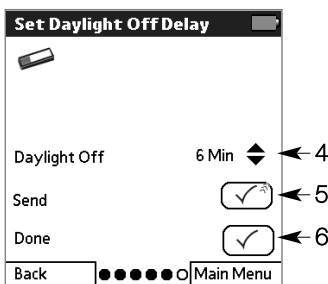 Set Daylight Off Delay
Daylight Off 6 Min 4
Send 5
Done 6
Back Main Menu